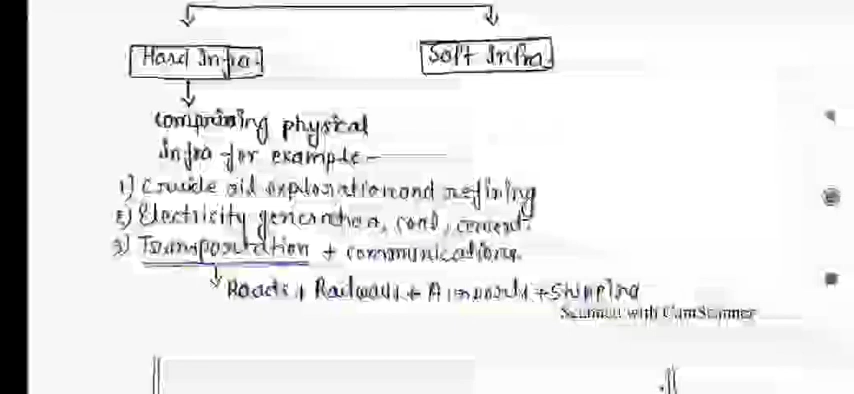 Hard Infra.
Soft Infra.
comprising physical
Infra for example -
1) Crude oil exploration and refining
2) Electricity generation, coal, cement.
3) Transportation + communications.
Roads + Railways + Airports + Shipping
Scanned with CamScanner